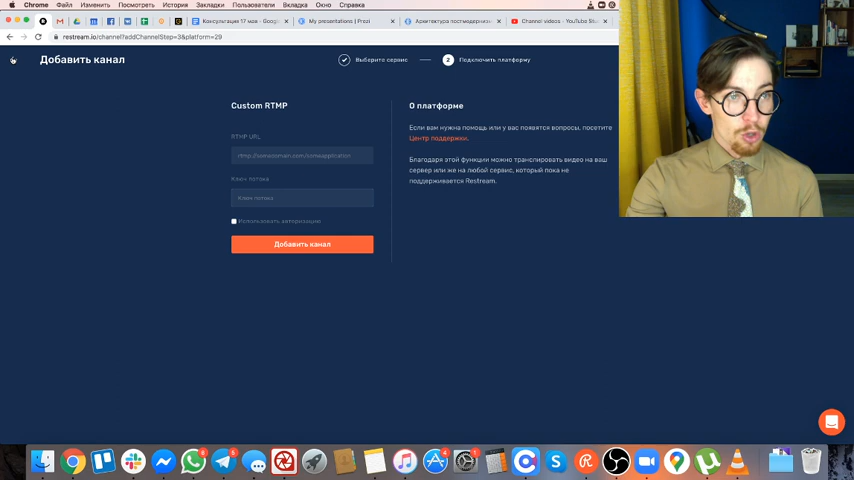 Chrome Файл Изменить Посмотреть История Закладки Пользователи Вкладка Окно Справка
Консультация 17 мая - Google
My presentations | Prezi
Архитектура постмодернизм
Channel videos - YouTube Stu
restream.io/channel?addChannelStep=3&platform=29
Добавить канал
Выберите сервис
2 Подключить платформу
Custom RTMP
RTMP URL
rtmp://somedomain.com/someapplication
Ключ потока
Ключ потока
Использовать авторизацию
Добавить канал
О платформе
Если вам нужна помощь или у вас появятся вопросы, посетите
Центр поддержки.
Благодаря этой функции можно транслировать видео на ваш
сервер или же на любой сервис, который пока не
поддерживается Restream.